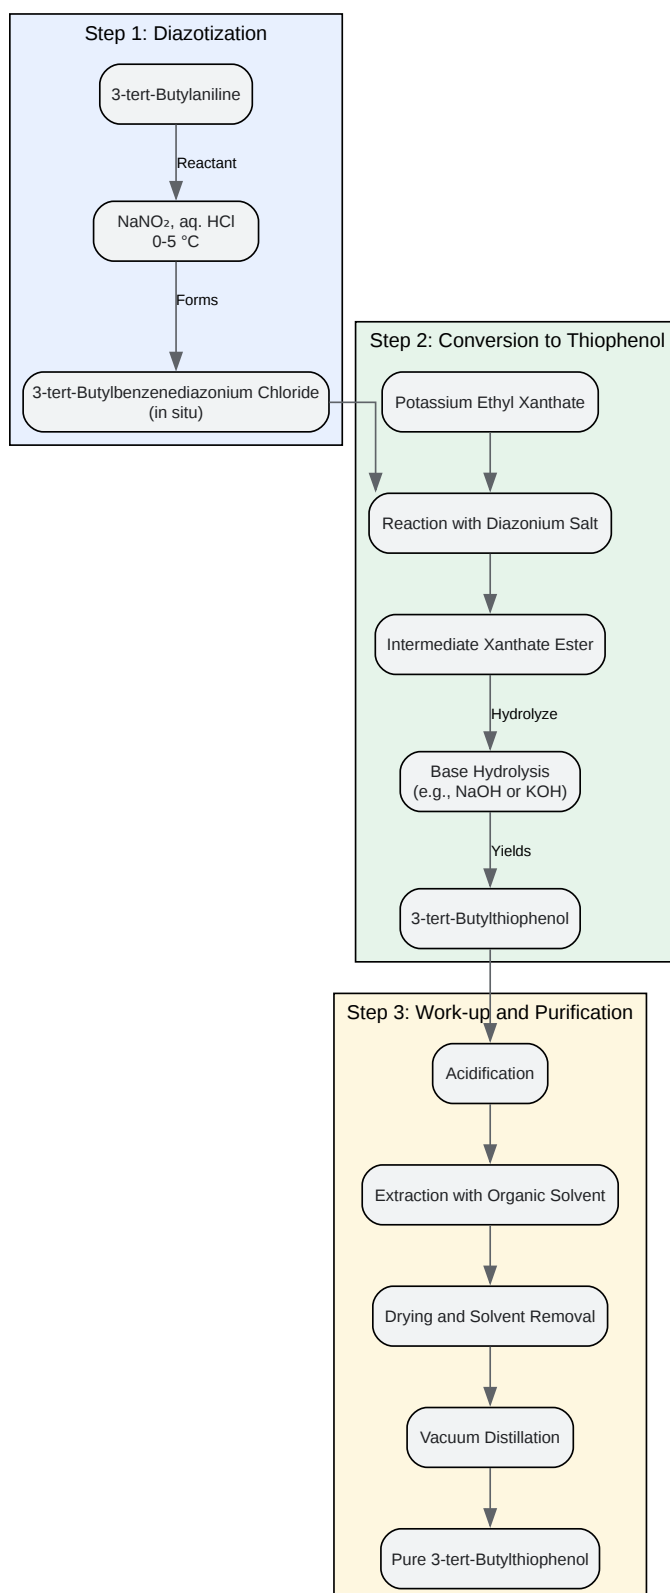 Step 1: Diazotization
3-tert-Butylaniline
Reactant
NaNO₂, aq. HCl
0-5 °C
Forms
3-tert-Butylbenzenediazonium Chloride
(in situ)
Step 2: Conversion to Thiophenol
Potassium Ethyl Xanthate
Reaction with Diazonium Salt
Intermediate Xanthate Ester
Hydrolyze
Base Hydrolysis
(e.g., NaOH or KOH)
Yields
3-tert-Butylthiophenol
Step 3: Work-up and Purification
Acidification
Extraction with Organic Solvent
Drying and Solvent Removal
Vacuum Distillation
Pure 3-tert-Butylthiophenol